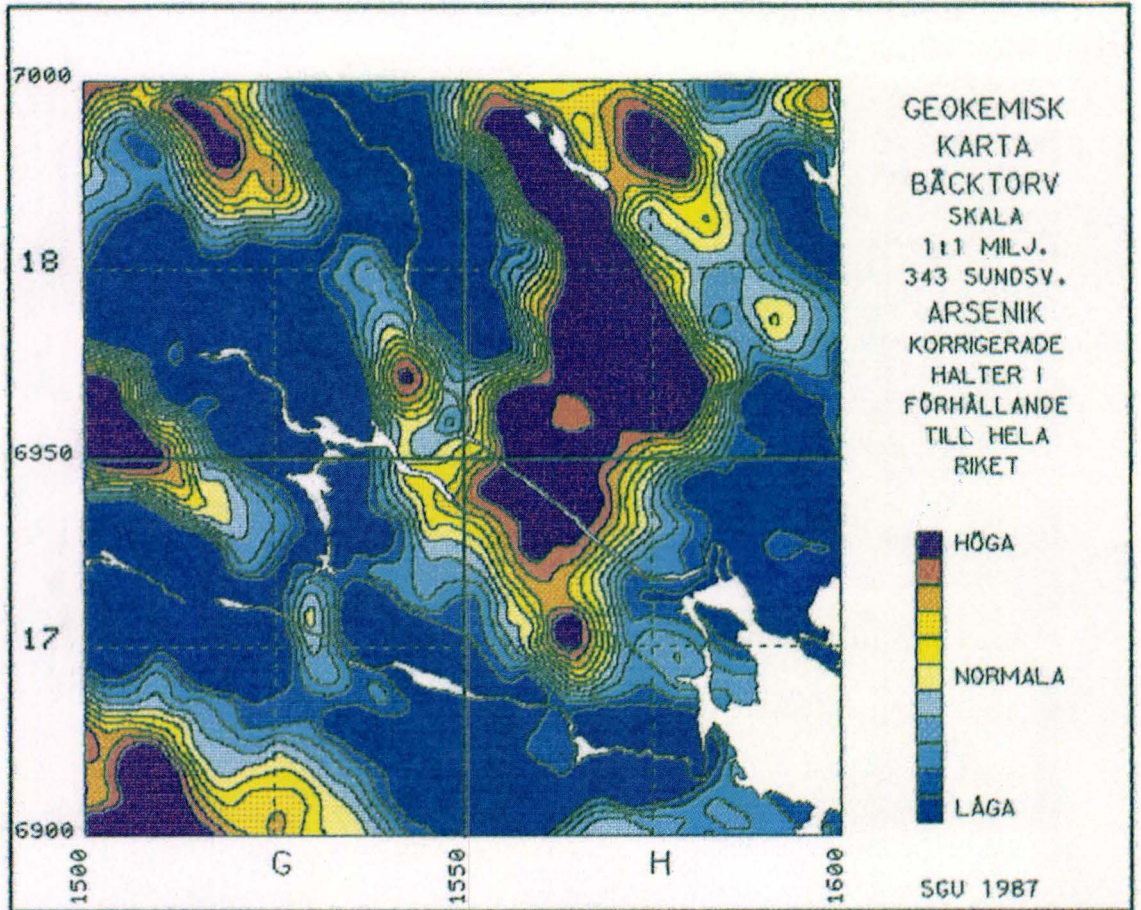 7000
18
6950
17
6900
1500
G
1550
H
1600
GEOKEMISK
KARTA
BÄCKTORV
SKALA
1:1 MILJ.
343 SUNDSV.
ARSENIK
KORRIGERADE
HALTER I
FÖRHÅLLANDE
TILL HELA
RIKET
HÖGA
NORMALA
LÅGA
SGU 1987